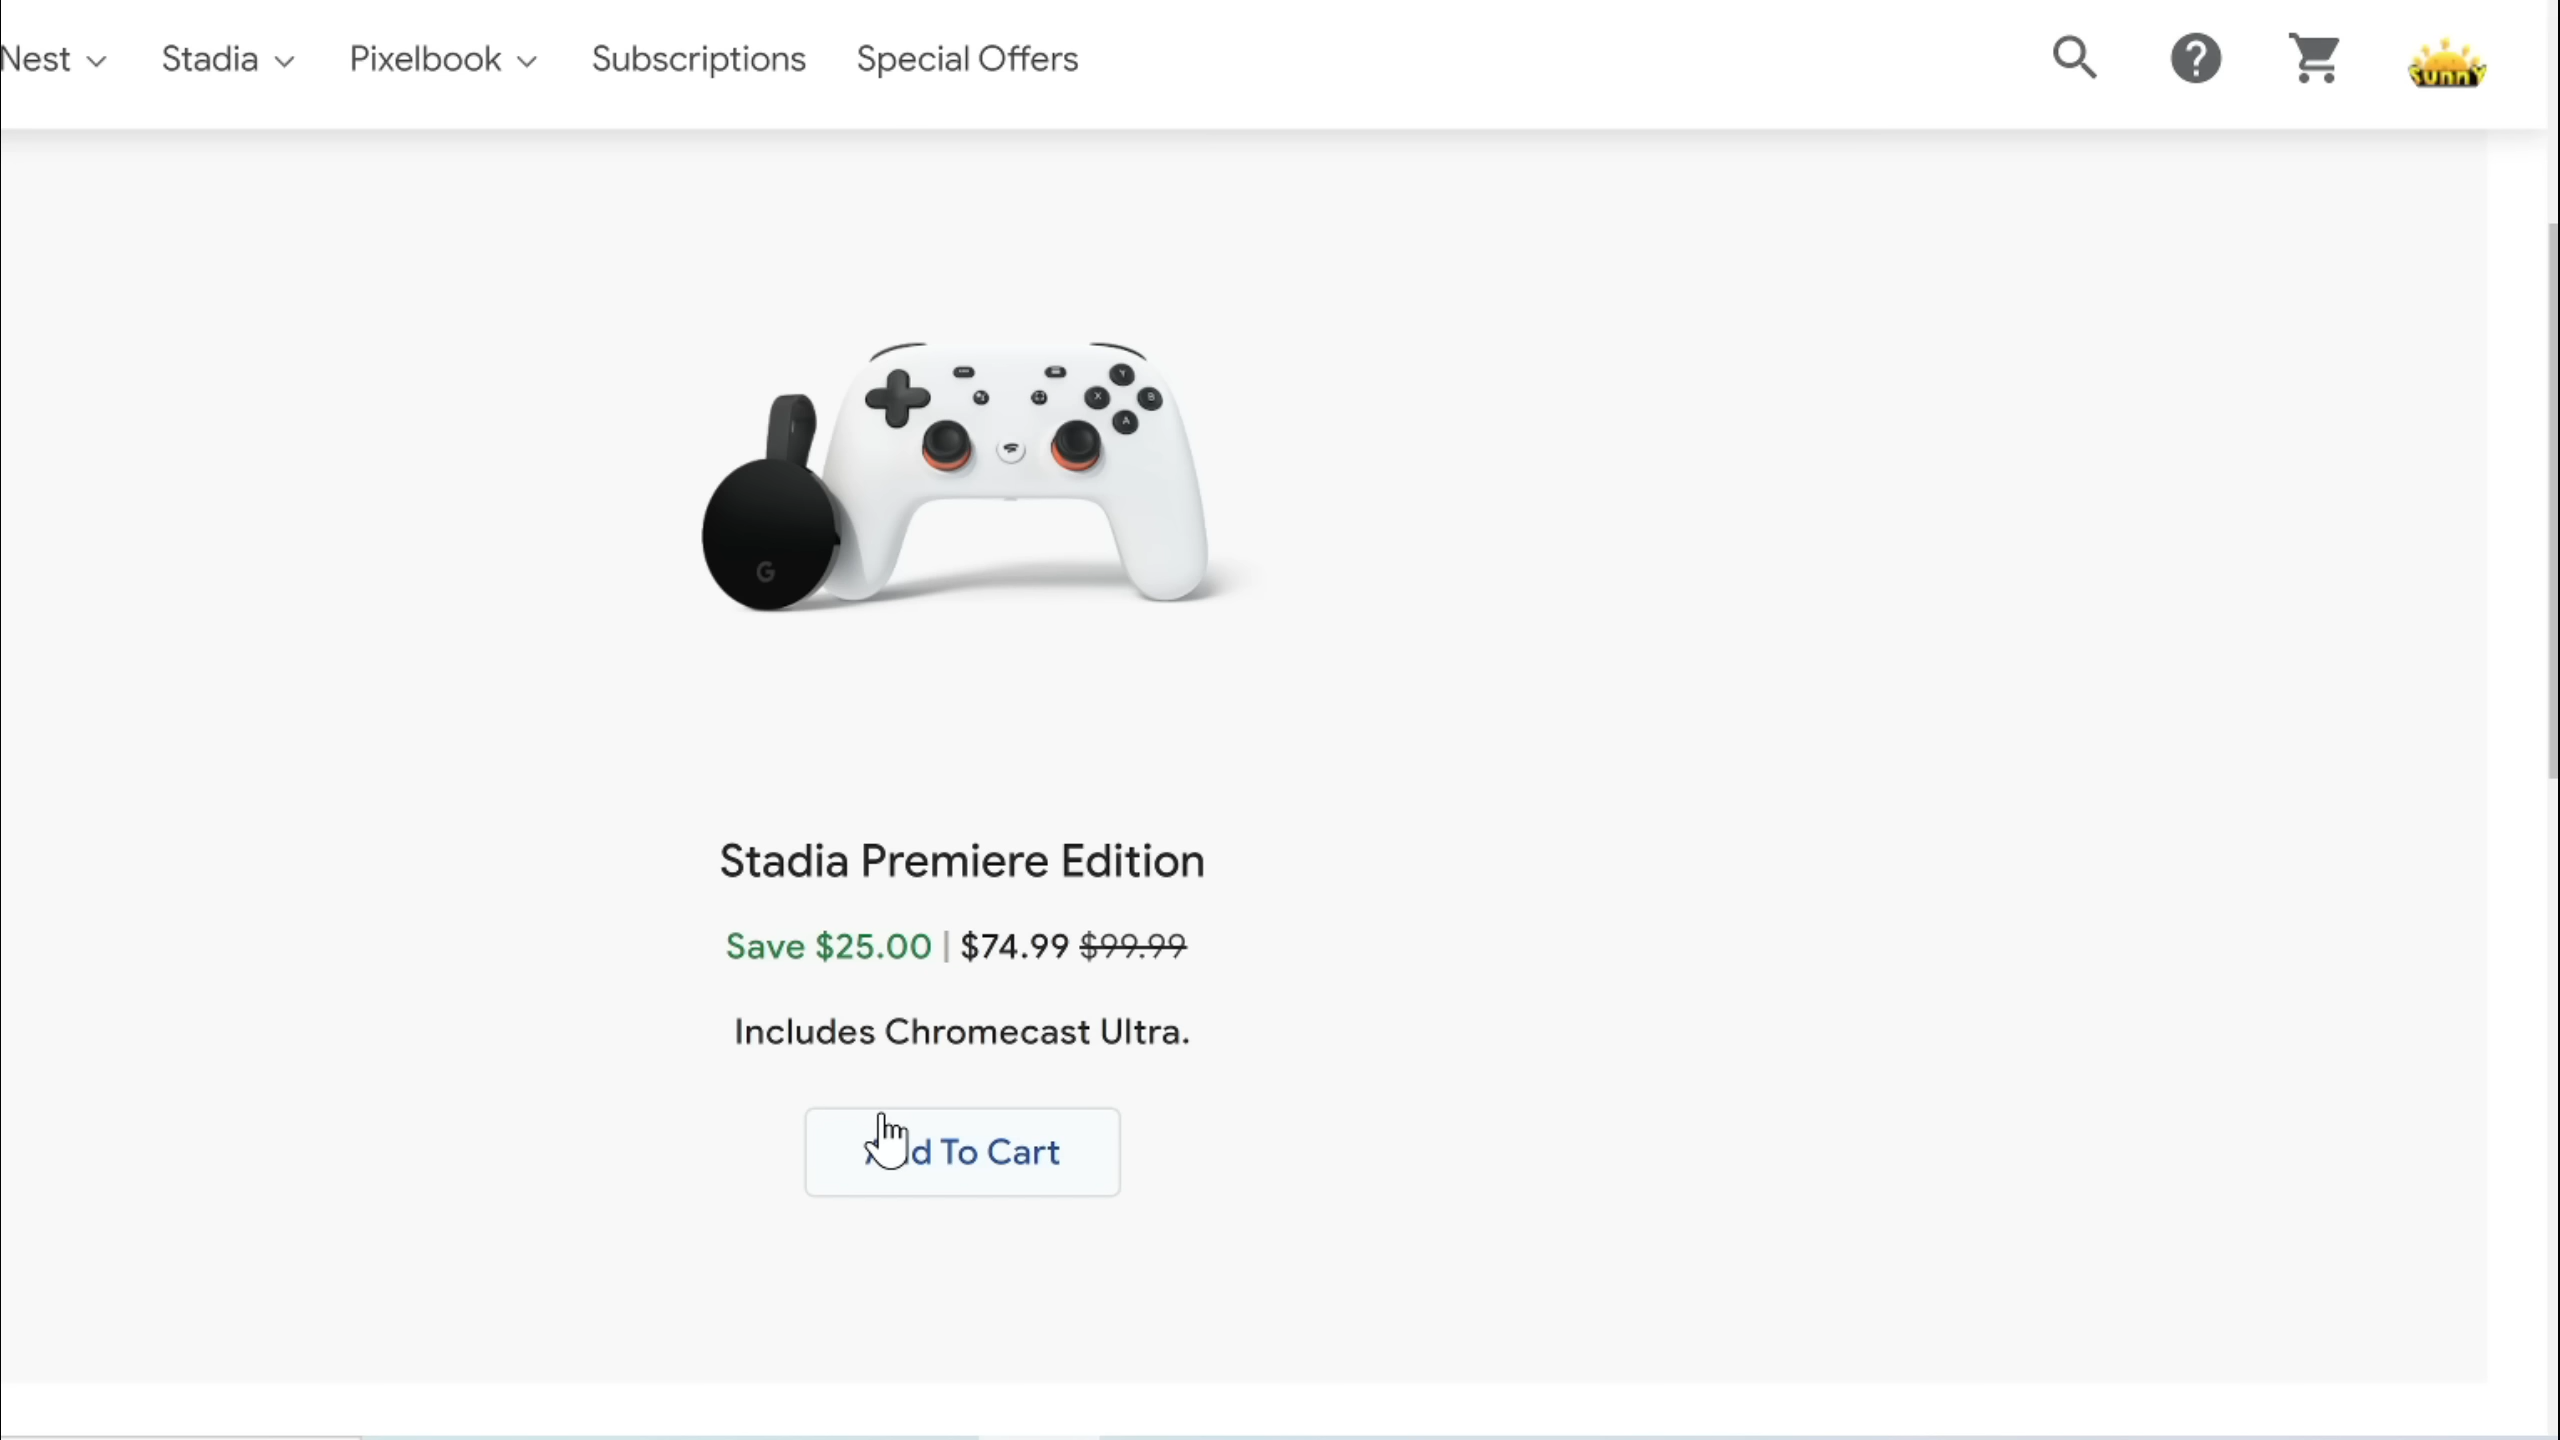 Nest Stadia Pixelbook Subscriptions Special Offers
?
sunny
Y
X
B
A
G
Stadia Premiere Edition
Save $25.00 | $74.99 $99.99
Includes Chromecast Ultra.
d To Cart